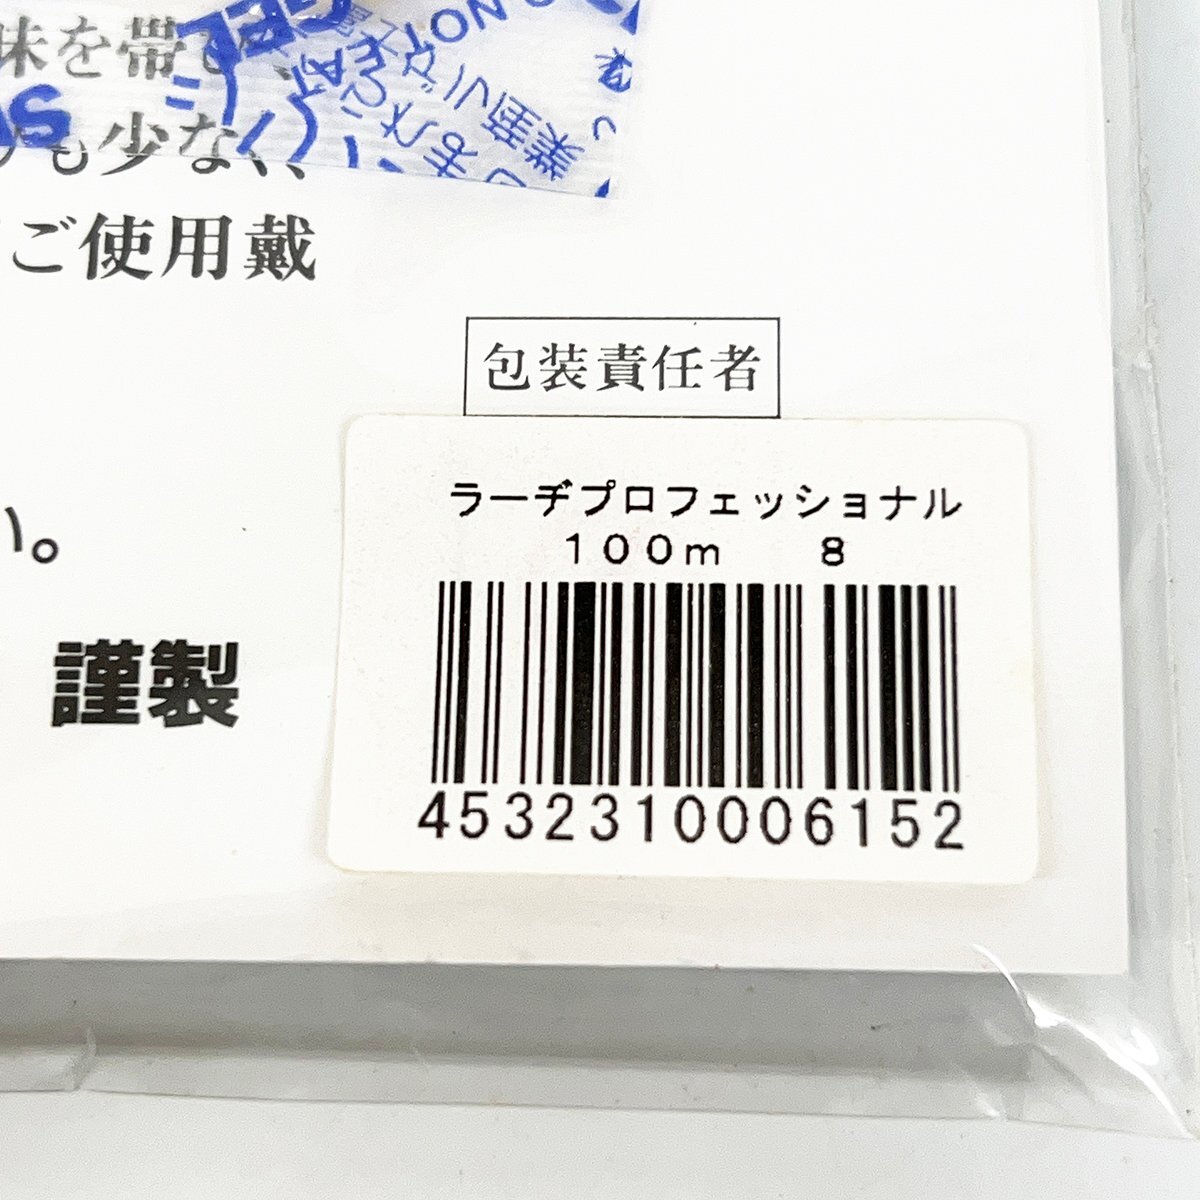 味を帯び、
も少なく、
ご使用戴
い。
謹製
包装責任者
ラーヂプロフェッショナル
100m 8
4532310006152